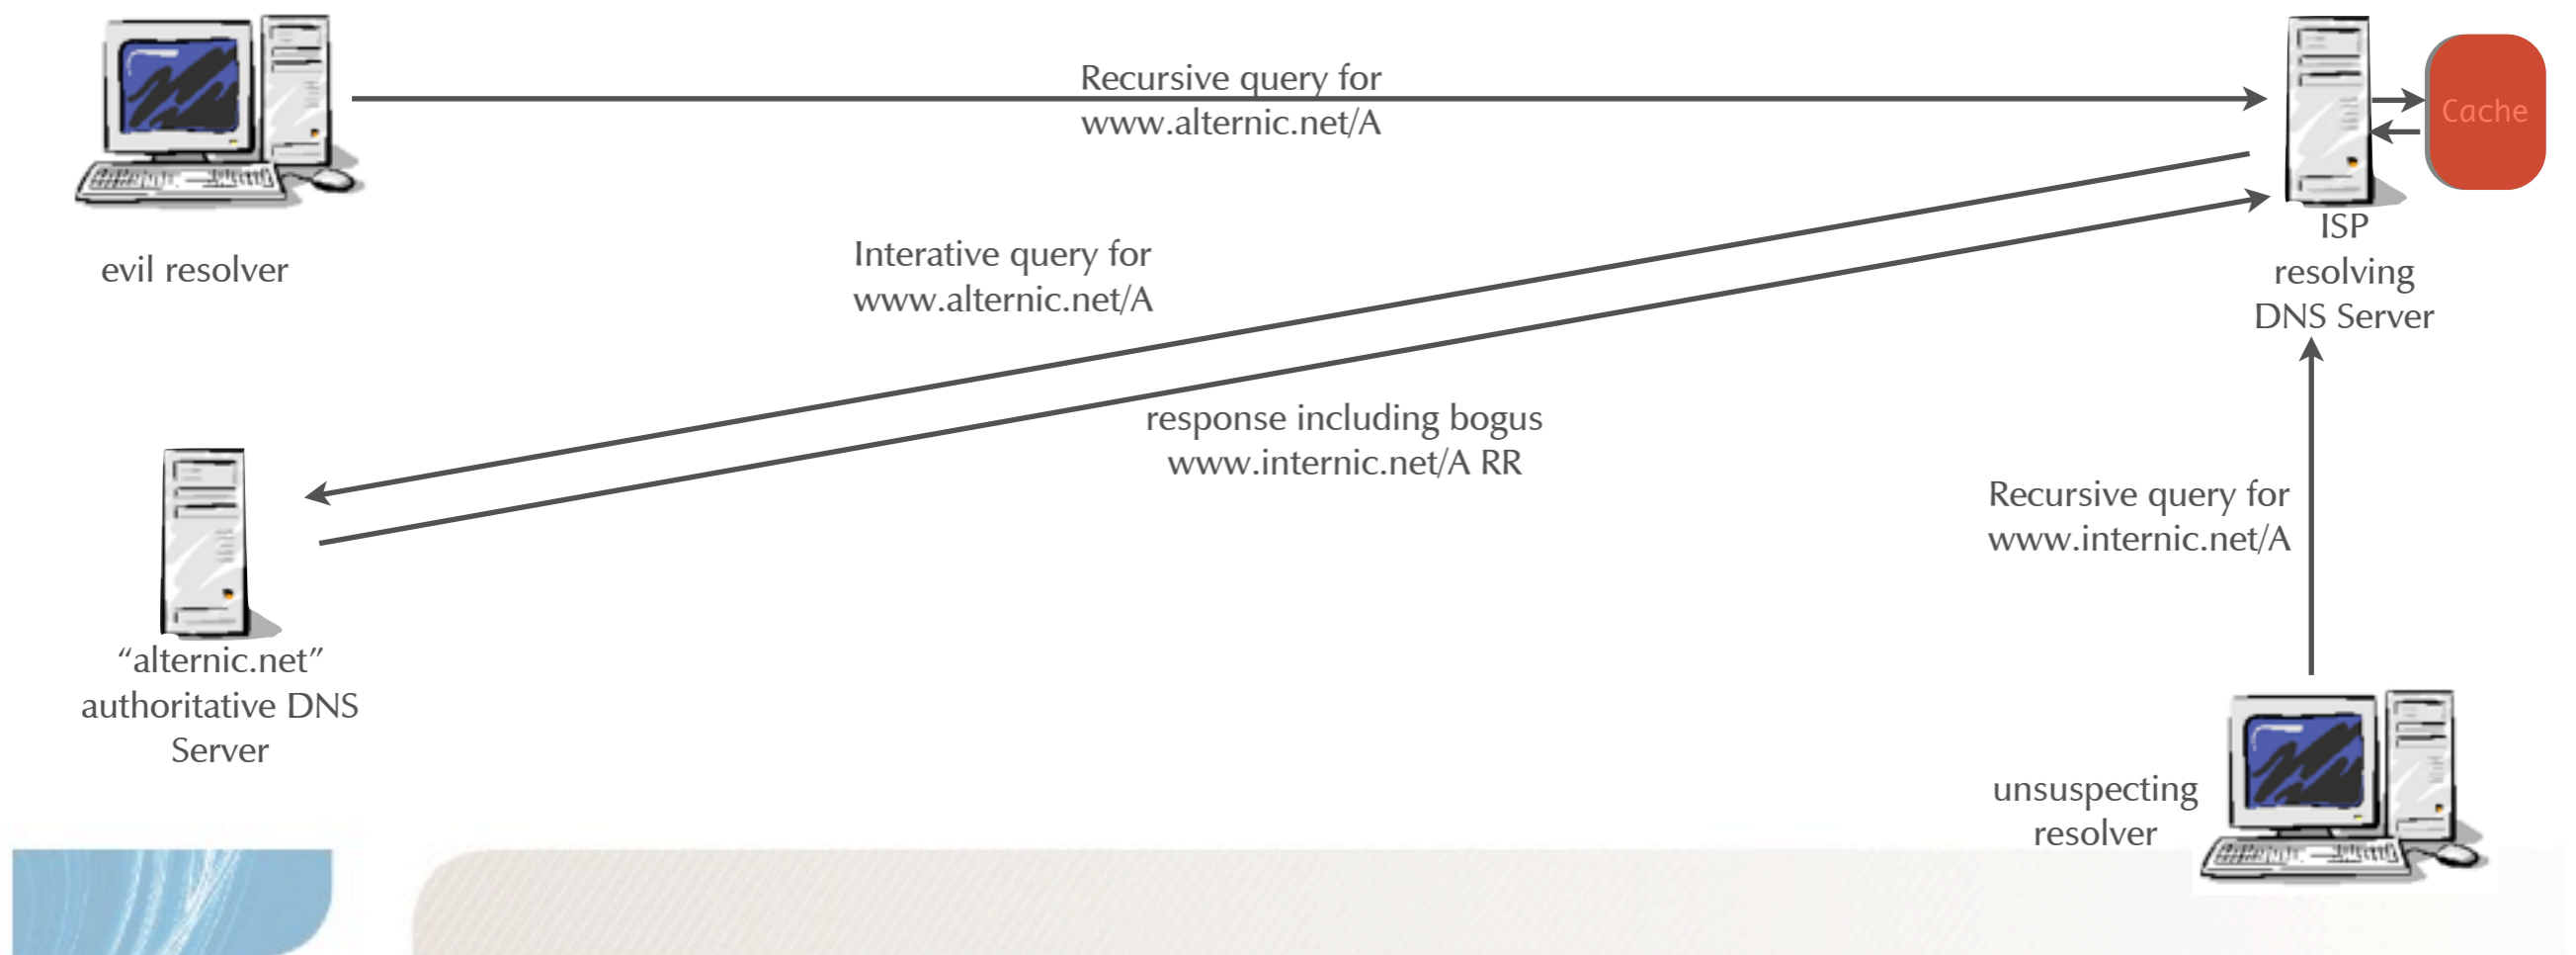 Recursive query for
www.alternic.net/A
Cache
evil resolver
Interative query for
www.alternic.net/A
ISP
resolving
DNS Server
response including bogus
www.internic.net/A RR
Recursive query for
www.internic.net/A
“alternic.net”
authoritative DNS
Server
unsuspecting
resolver